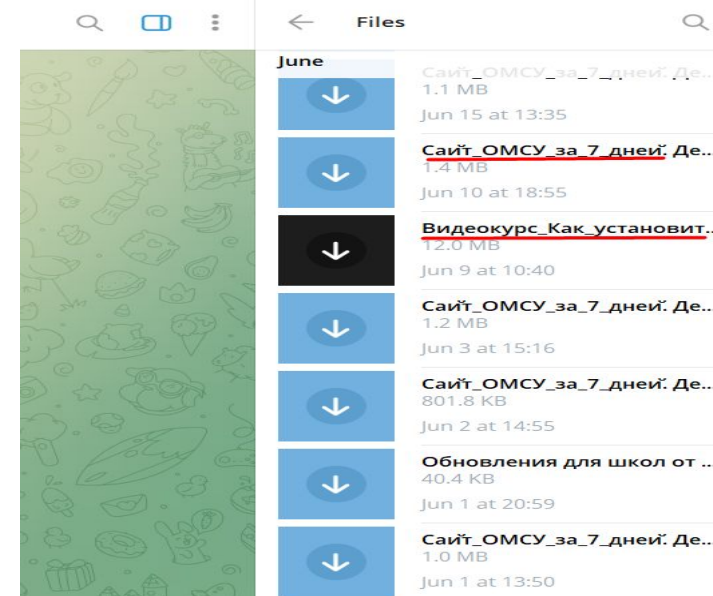 Files
June
Сайт_ОМСУ_за_7_дней. Де...
1.1 MB
Jun 15 at 13:35
Сайт_ОМСУ_за_7_дней. Де...
1.4 MB
Jun 10 at 18:55
Видеокурс_Как_установит...
12.0 MB
Jun 9 at 10:40
Сайт_ОМСУ_за_7_дней. Де...
1.2 MB
Jun 3 at 15:16
Сайт_ОМСУ_за_7_дней. Де...
801.8 KB
Jun 2 at 14:55
Обновления для школ от ...
40.4 KB
Jun 1 at 20:59
Сайт_ОМСУ_за_7_дней. Де...
1.0 MB
Jun 1 at 13:50